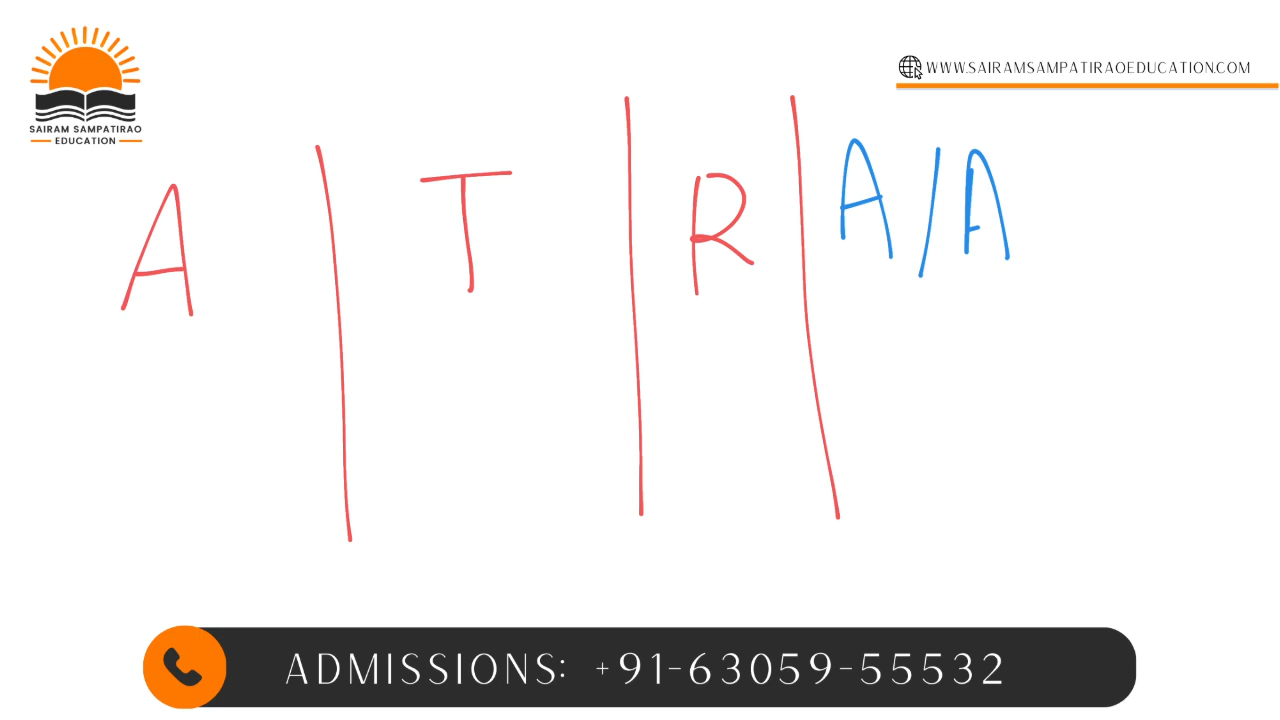 WWW.SAIRAMSAMPATIRAOEDUCATION.COM
SAIRAM SAMPATIRAO
EDUCATION
A T R A/A
ADMISSIONS: +91-63059-55532